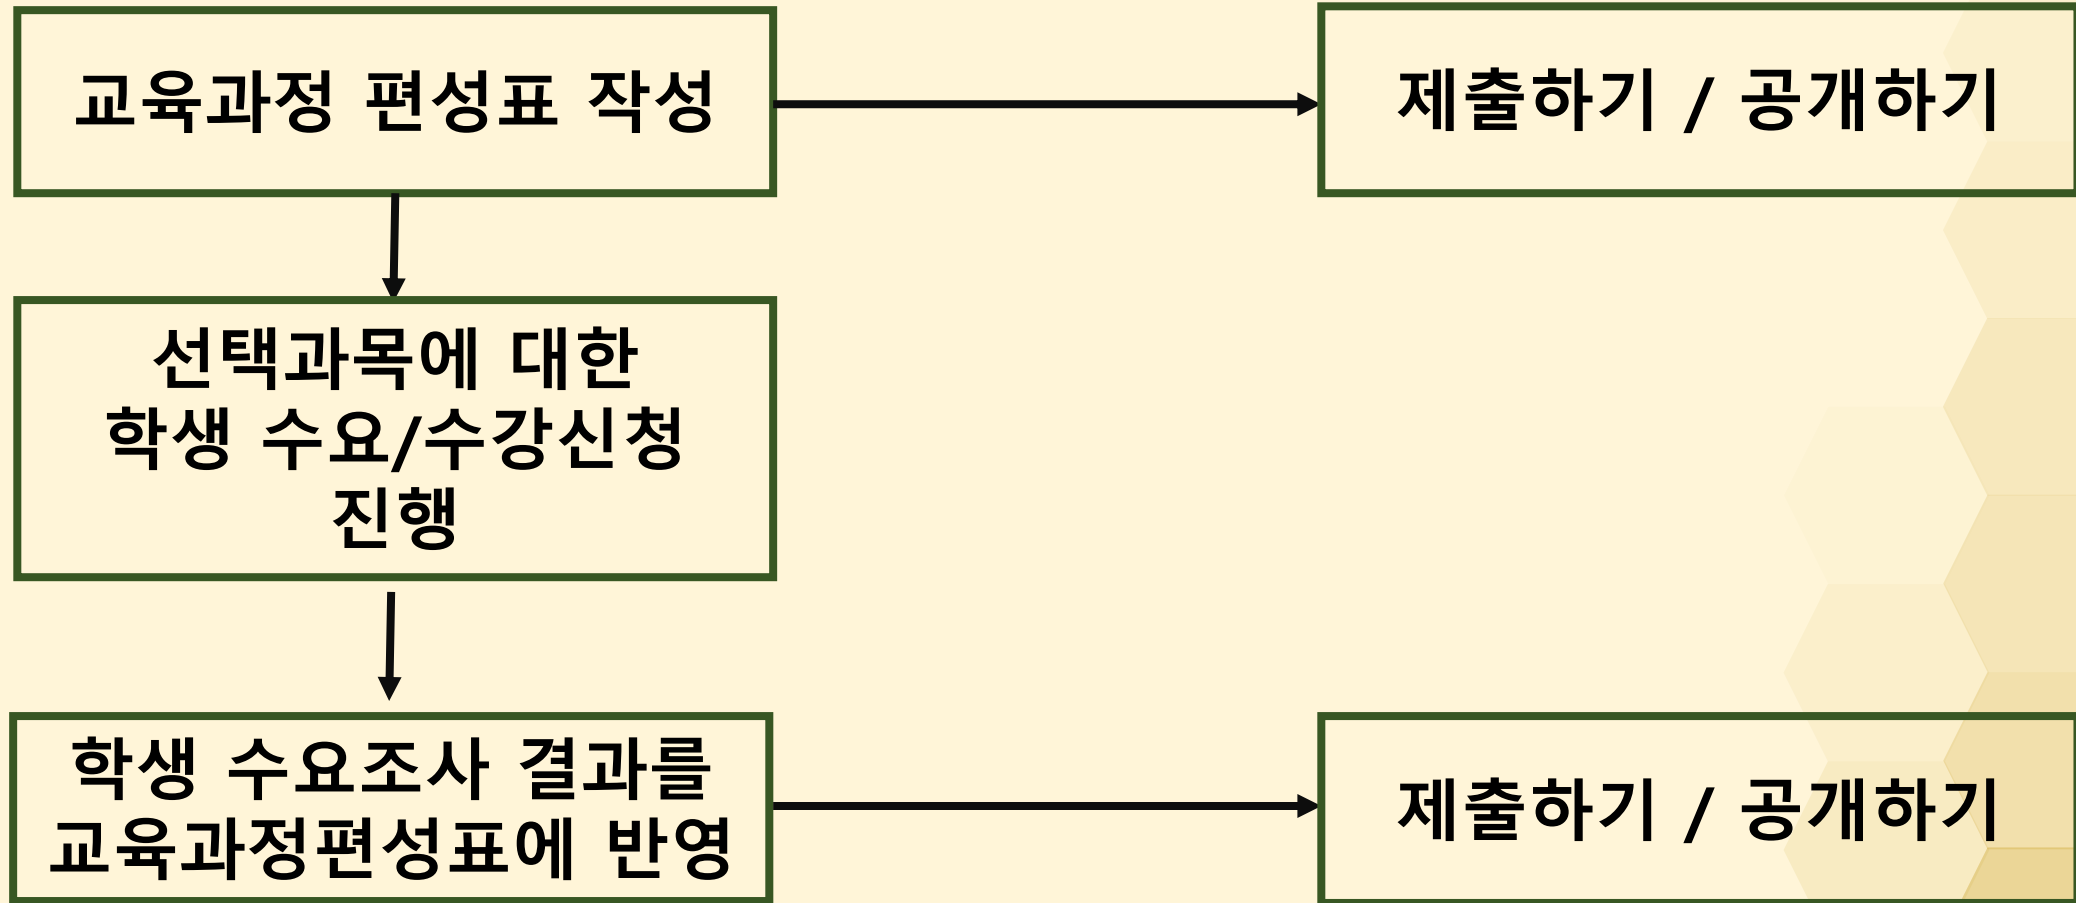 교육과정 편성표 작성
제출하기 / 공개하기
선택과목에 대한
학생 수요/수강신청
진행
학생 수요조사 결과를
교육과정편성표에 반영
제출하기 / 공개하기